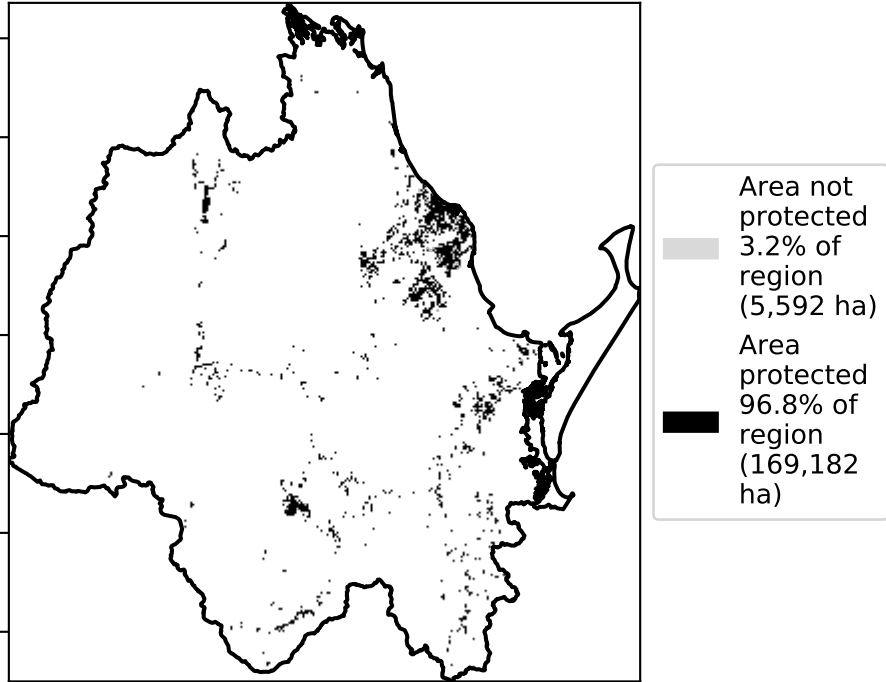 Area not
protected
3.2% of
region
(5,592 ha)
Area
protected
96.8% of
region
(169,182
ha)